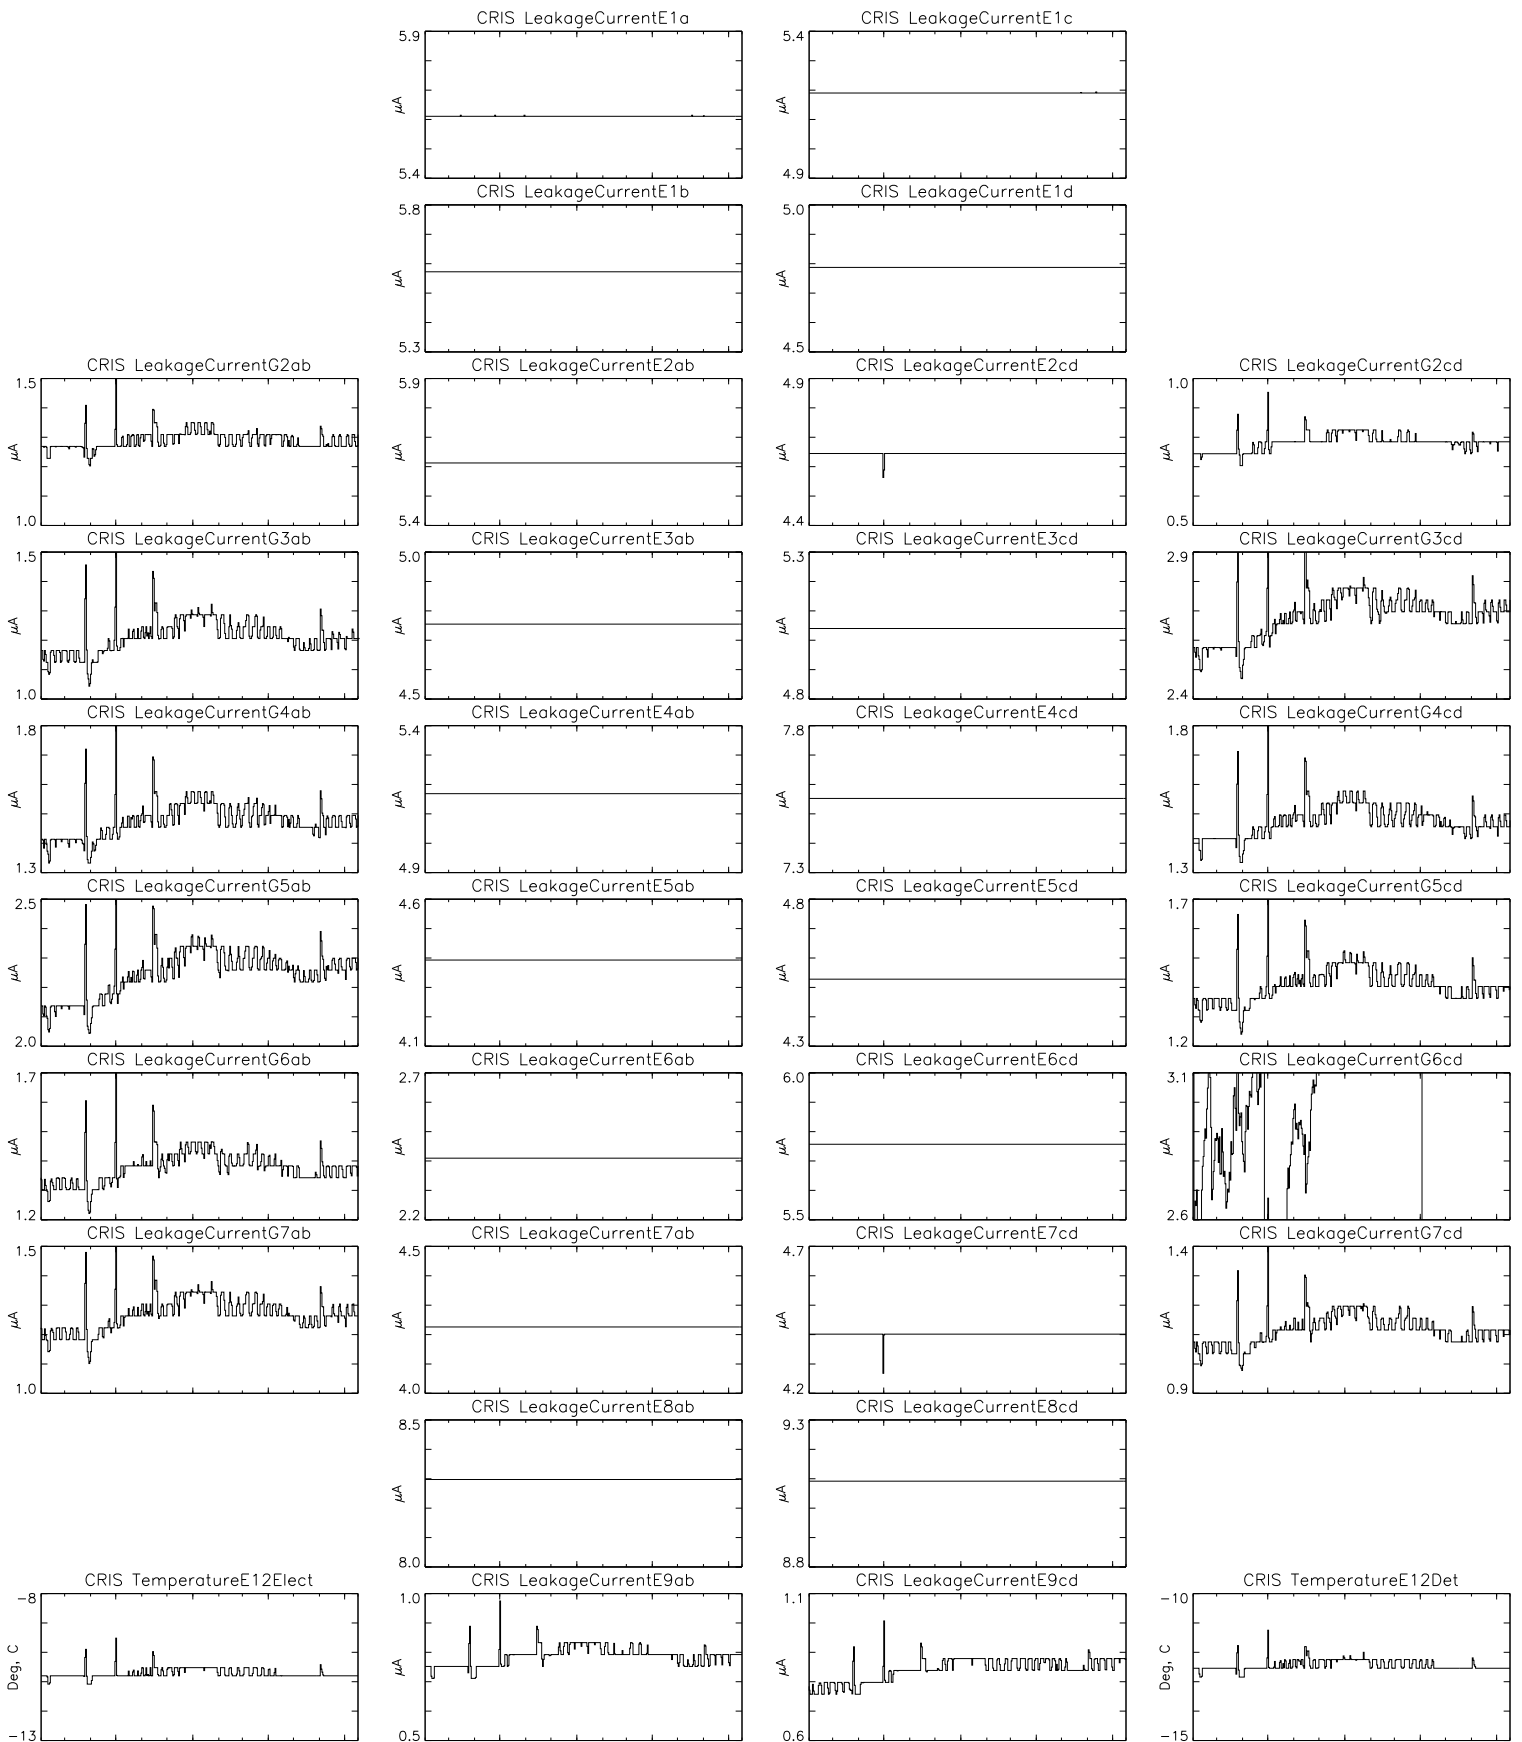 CRIS LeakageCurrentE1a
5.9
μA
5.4
CRIS LeakageCurrentE1c
5.4
μA
4.9
CRIS LeakageCurrentE1b
5.8
μA
5.3
CRIS LeakageCurrentE1d
5.0
μA
4.5
CRIS LeakageCurrentG2ab
1.5
μA
1.0
CRIS LeakageCurrentE2ab
5.9
μA
5.4
CRIS LeakageCurrentE2cd
4.9
μA
4.4
CRIS LeakageCurrentG2cd
1.0
μA
0.5
CRIS LeakageCurrentG3ab
1.5
μA
1.0
CRIS LeakageCurrentE3ab
5.0
μA
4.5
CRIS LeakageCurrentE3cd
5.3
μA
4.8
CRIS LeakageCurrentG3cd
2.9
μA
2.4
CRIS LeakageCurrentG4ab
1.8
μA
1.3
CRIS LeakageCurrentE4ab
5.4
μA
4.9
CRIS LeakageCurrentE4cd
7.8
μA
7.3
CRIS LeakageCurrentG4cd
1.8
μA
1.3
CRIS LeakageCurrentG5ab
2.5
μA
2.0
CRIS LeakageCurrentE5ab
4.6
μA
4.1
CRIS LeakageCurrentE5cd
4.8
μA
4.3
CRIS LeakageCurrentG5cd
1.7
μA
1.2
CRIS LeakageCurrentG6ab
1.7
μA
1.2
CRIS LeakageCurrentE6ab
2.7
μA
2.2
CRIS LeakageCurrentE6cd
6.0
μA
5.5
CRIS LeakageCurrentG6cd
3.1
μA
2.6
CRIS LeakageCurrentG7ab
1.5
μA
1.0
CRIS LeakageCurrentE7ab
4.5
μA
4.0
CRIS LeakageCurrentE7cd
4.7
μA
4.2
CRIS LeakageCurrentG7cd
1.4
μA
0.9
CRIS LeakageCurrentE8ab
8.5
μA
8.0
CRIS LeakageCurrentE8cd
9.3
μA
8.8
CRIS TemperatureE12Elect
-8
Deg, C
-13
CRIS LeakageCurrentE9ab
1.0
μA
0.5
CRIS LeakageCurrentE9cd
1.1
μA
0.6
CRIS TemperatureE12Det
-10
Deg, C
-15